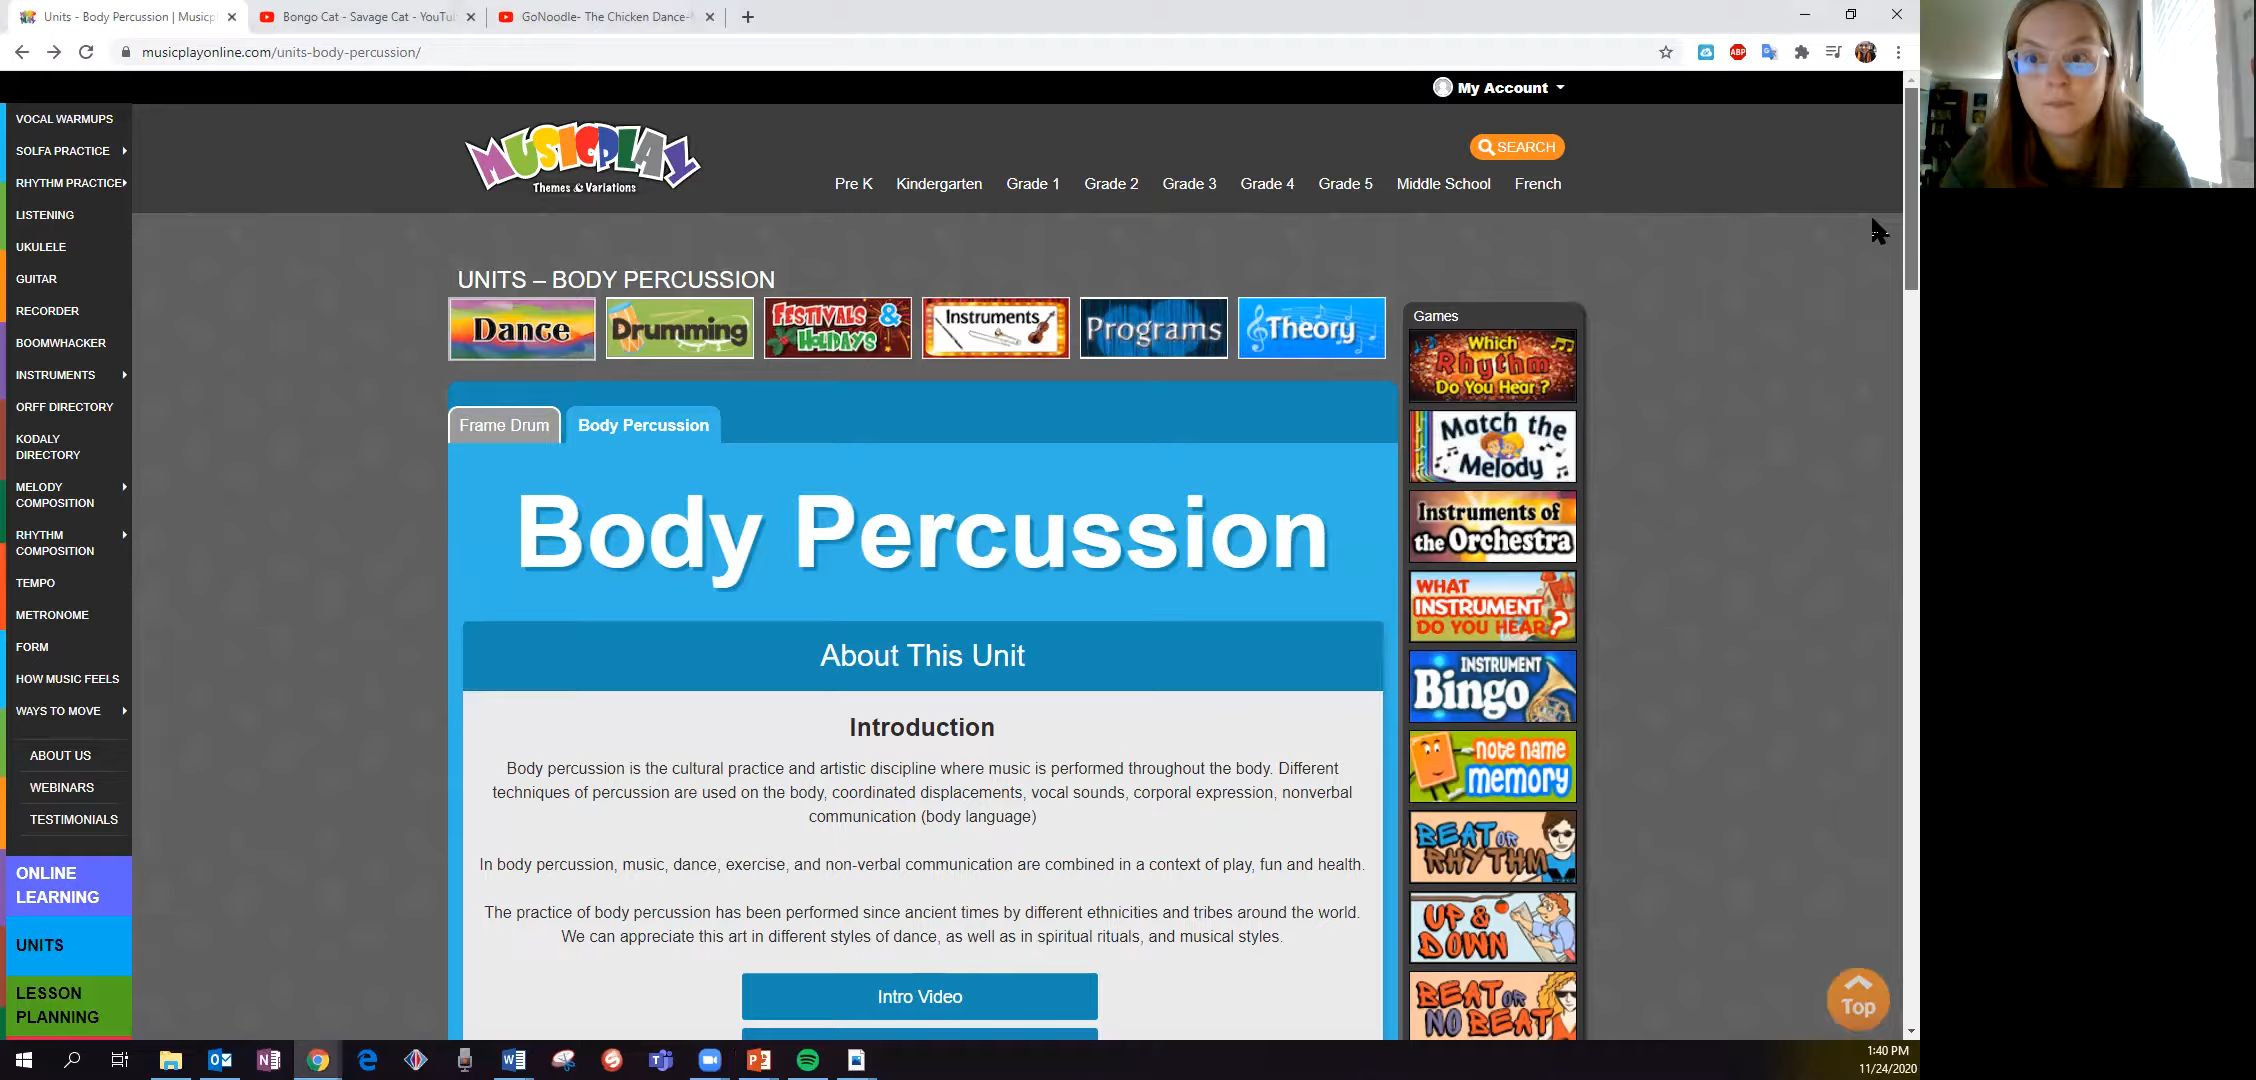 Units - Body Percussion | Musicp
Bongo Cat - Savage Cat - YouTu
GoNoodle- The Chicken Dance-
musicplayonline.com/units-body-percussion/
ABP
My Account
MUSICPLAY
Themes & Variations
SEARCH
Pre K Kindergarten Grade 1 Grade 2 Grade 3 Grade 4 Grade 5 Middle School French
VOCAL WARMUPS
SOLFA PRACTICE
RHYTHM PRACTICE
LISTENING
UKULELE
GUITAR
RECORDER
BOOMWHACKER
INSTRUMENTS
ORFF DIRECTORY
KODALY
DIRECTORY
MELODY
COMPOSITION
RHYTHM
COMPOSITION
TEMPO
METRONOME
FORM
HOW MUSIC FEELS
WAYS TO MOVE
ABOUT US
WEBINARS
TESTIMONIALS
ONLINE
LEARNING
UNITS
LESSON
PLANNING
UNITS – BODY PERCUSSION
Dance
Drumming
FESTIVALS &
HOLIDAYS
Instruments
Programs
Theory
Frame Drum
Body Percussion
Body Percussion
About This Unit
Introduction
Body percussion is the cultural practice and artistic discipline where music is performed throughout the body. Different
techniques of percussion are used on the body, coordinated displacements, vocal sounds, corporal expression, nonverbal
communication (body language)
In body percussion, music, dance, exercise, and non-verbal communication are combined in a context of play, fun and health.
The practice of body percussion has been performed since ancient times by different ethnicities and tribes around the world.
We can appreciate this art in different styles of dance, as well as in spiritual rituals, and musical styles.
Intro Video
Games
Which
Rhythm
Do You Hear?
Match the
Melody
Instruments of
the Orchestra
WHAT
INSTRUMENT
DO YOU HEAR?
INSTRUMENT
Bingo
note name
memory
BEAT OR
RHYTHM
UP &
DOWN
BEAT OR
NO BEAT
Top
1:40 PM
11/24/2020